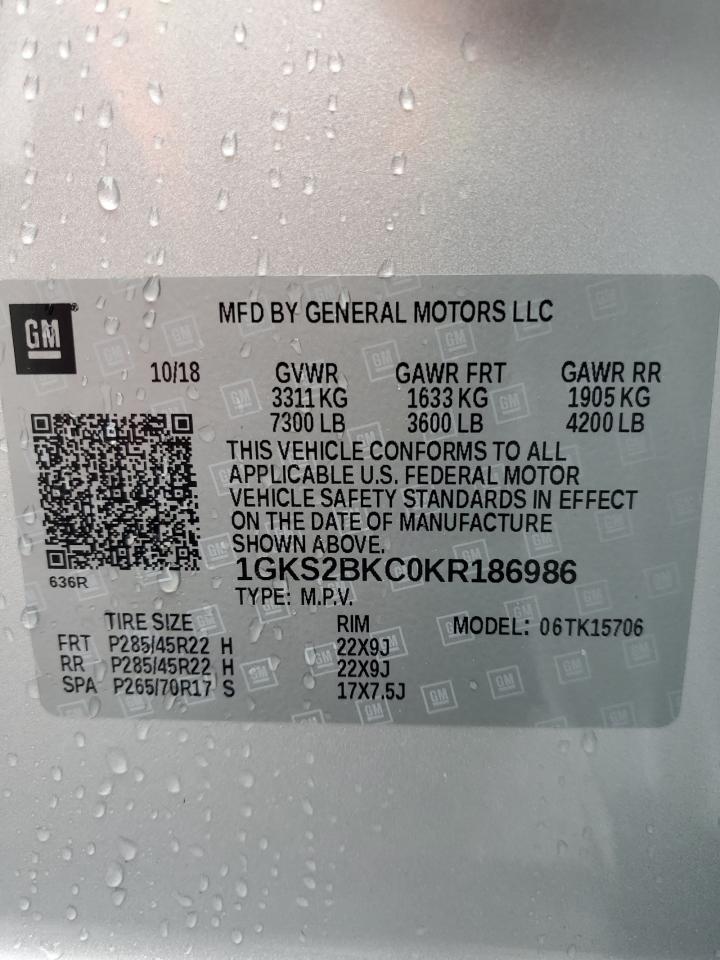 GM
MFD BY GENERAL MOTORS LLC
10/18 GVWR GAWR FRT GAWR RR
3311 KG 1633 KG 1905 KG
7300 LB 3600 LB 4200 LB
THIS VEHICLE CONFORMS TO ALL
APPLICABLE U.S. FEDERAL MOTOR
VEHICLE SAFETY STANDARDS IN EFFECT
ON THE DATE OF MANUFACTURE
SHOWN ABOVE.
636R
1GKS2BKC0KR186986
TYPE: M.P.V.
TIRE SIZE RIM MODEL: 06TK15706
FRT P285/45R22 H 22X9J
RR P285/45R22 H 22X9J
SPA P265/70R17 S 17X7.5J